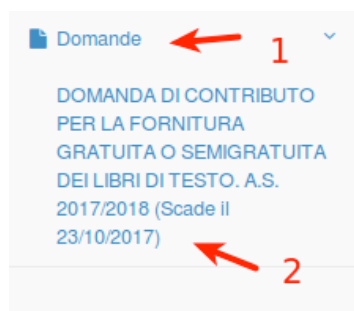 Domande
1
DOMANDA DI CONTRIBUTO
PER LA FORNITURA
GRATUITA O SEMIGRATUITA
DEI LIBRI DI TESTO. A.S.
2017/2018 (Scade il
23/10/2017)
2